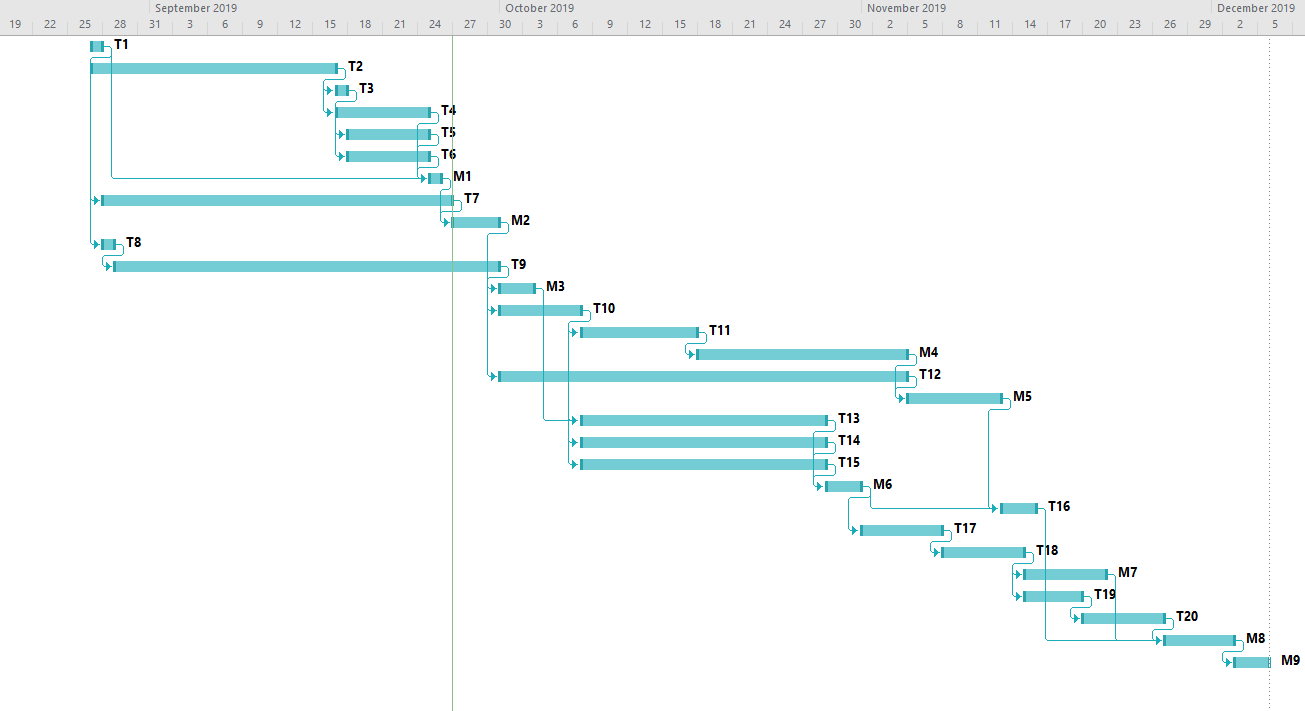 September 2019 October 2019 November 2019 December 2019
19 22 25 28 31 3 6 9 12 15 18 21 24 27 30 3 6 9 12 15 18 21 24 27 30 2 5 8 11 14 17 20 23 26 29 2 5
T1
T2
T3
T4
T5
T6
M1
T7
M2
T8
T9
M3
T10
T11
M4
T12
M5
T13
T14
T15
M6
T16
T17
T18
M7
T19
T20
M8
M9